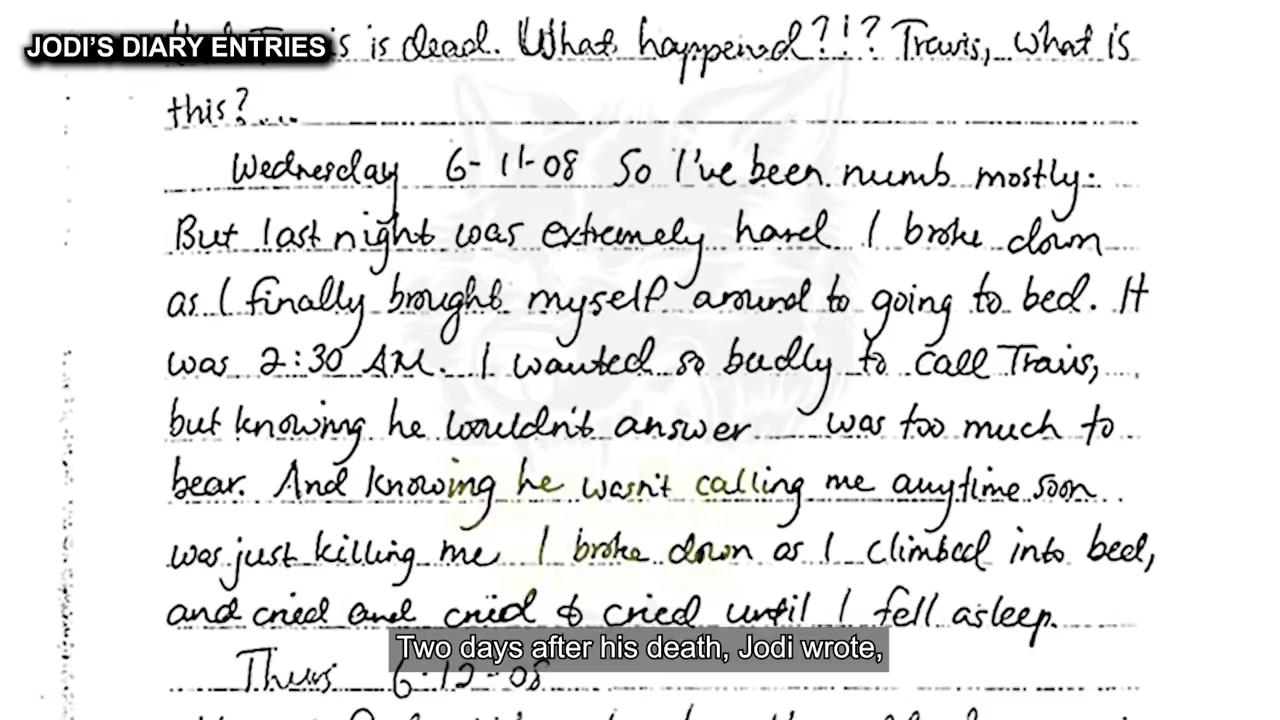 JODI'S DIARY ENTRIES
is is dead. What happened?!? Travis, what is
this?....
Wednesday 6-11-08 So I've been numb mostly.
But last night was extremely hard I broke down
as I finally brought myself around to going to bed. It
was 2:30 AM. I wanted so badly to call Travis,
but knowing he wouldn't answer was too much to
bear. And knowing he wasn't calling me anytime soon
was just killing me I broke down as I climbed into bed,
and cried and cried & cried until I fell asleep.
Two days after his death, Jodi wrote,
Thurs 6-12-08